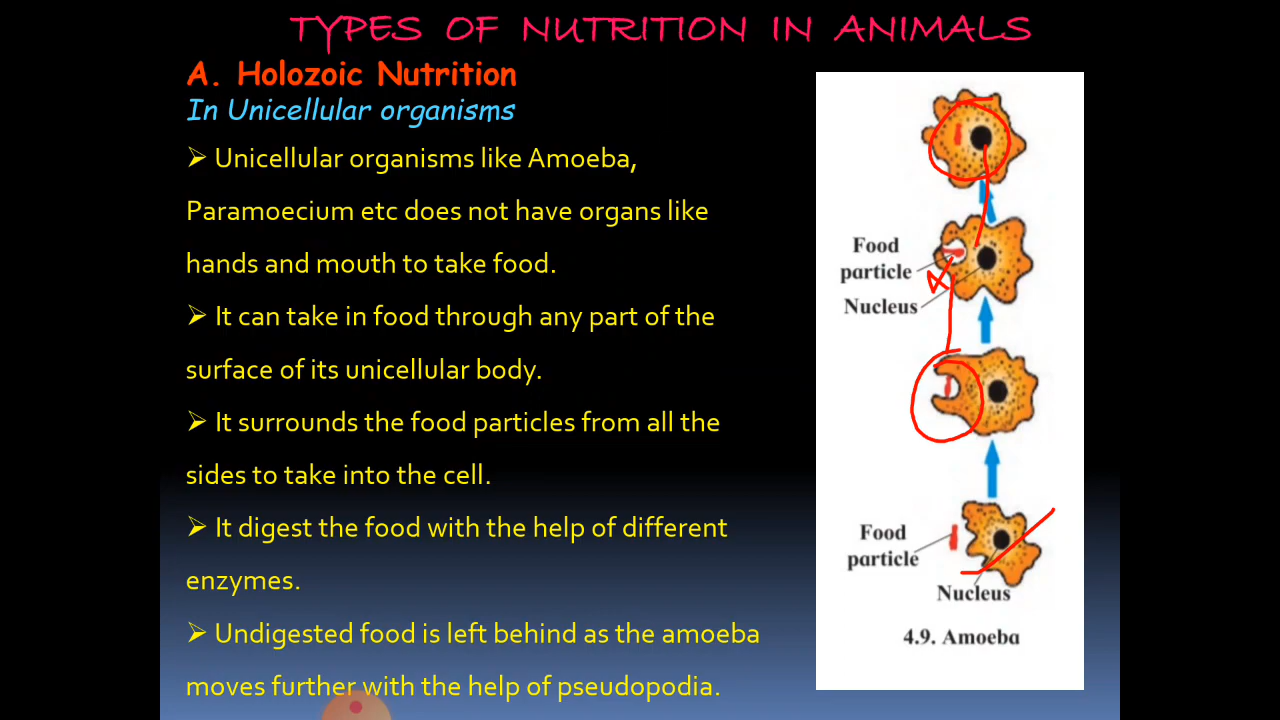 TYPES OF NUTRITION IN ANIMALS
A. Holozoic Nutrition
In Unicellular organisms
➢ Unicellular organisms like Amoeba,
Paramoecium etc does not have organs like
hands and mouth to take food.
➢ It can take in food through any part of the
surface of its unicellular body.
➢ It surrounds the food particles from all the
sides to take into the cell.
➢ It digest the food with the help of different
enzymes.
➢ Undigested food is left behind as the amoeba
moves further with the help of pseudopodia.
Food
particle
Nucleus
Food
particle
Nucleus
4.9. Amoeba